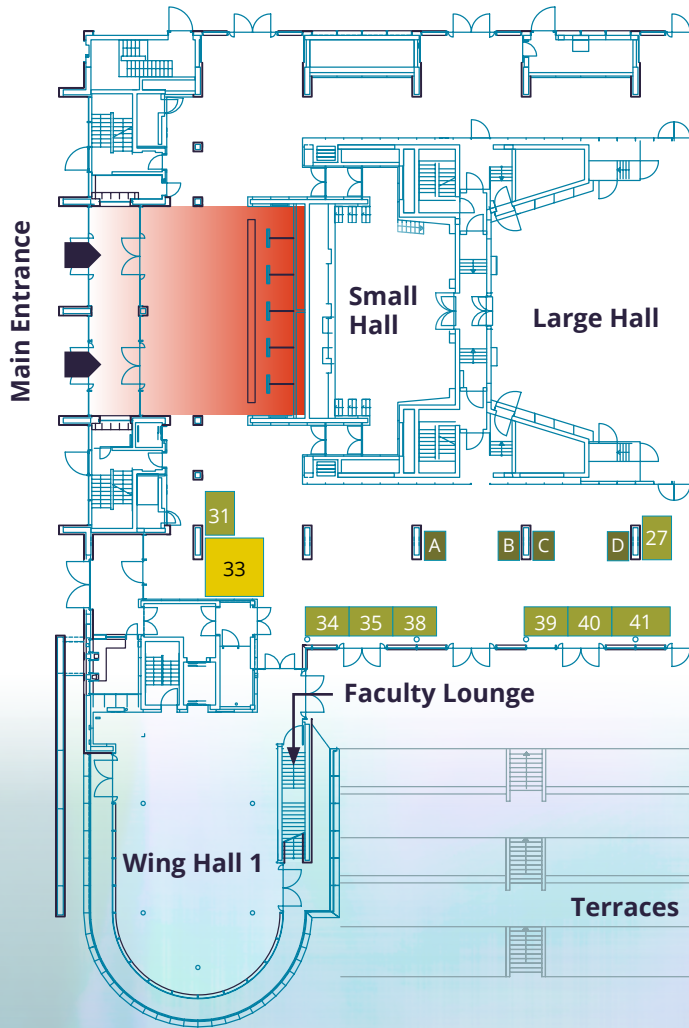 Main Entrance
Small
Hall
Large Hall
31
33
A
B
C
D
27
34
35
38
39
40
41
Faculty Lounge
Wing Hall 1
Terraces